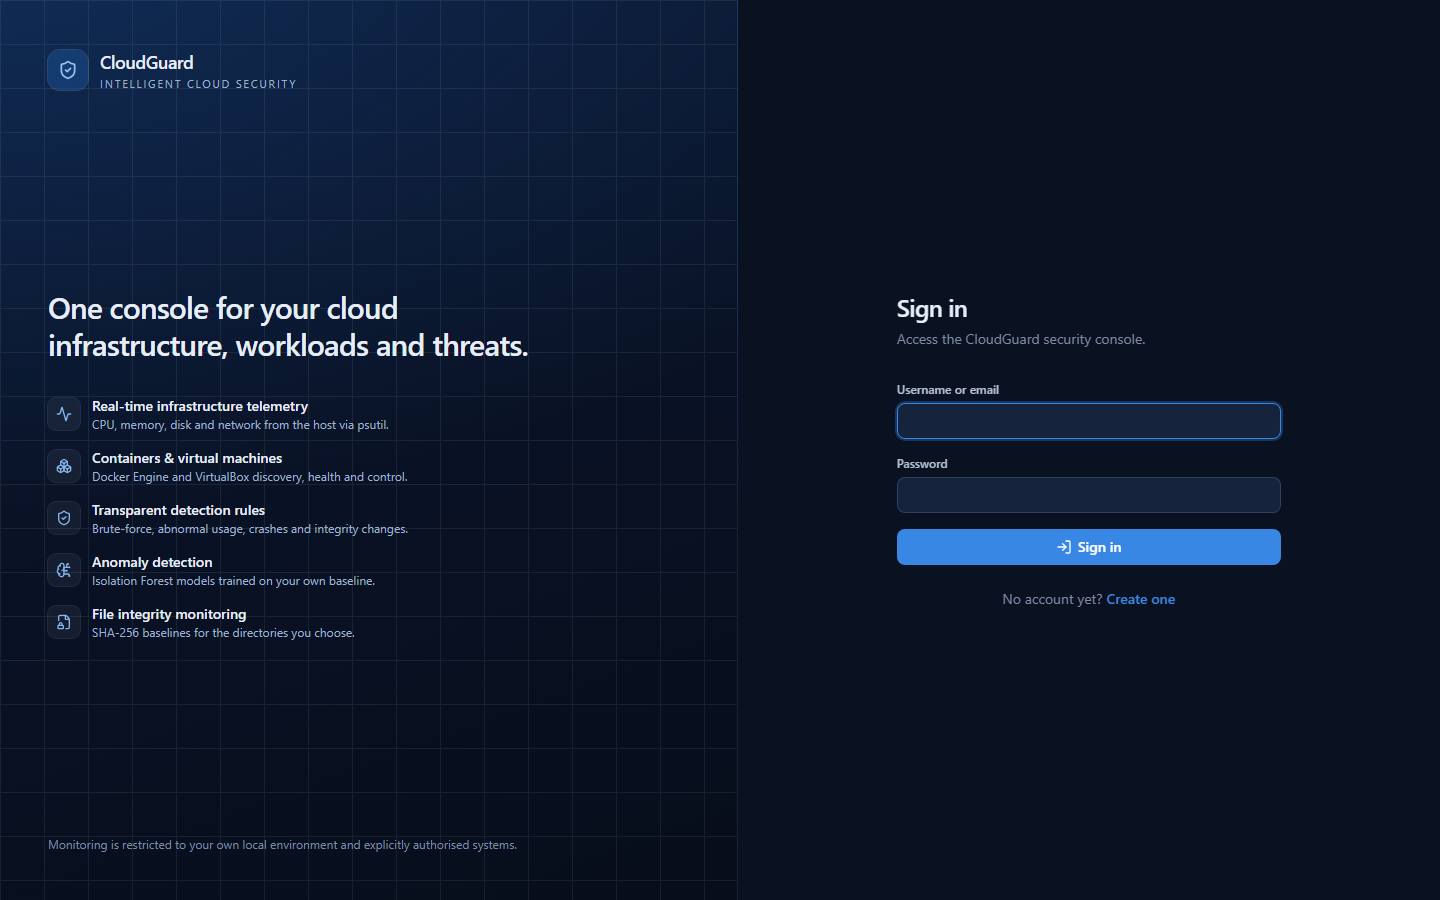 CloudGuard
INTELLIGENT CLOUD SECURITY
One console for your cloud
infrastructure, workloads and threats.
Real-time infrastructure telemetry
CPU, memory, disk and network from the host via psutil.
Containers & virtual machines
Docker Engine and VirtualBox discovery, health and control.
Transparent detection rules
Brute-force, abnormal usage, crashes and integrity changes.
Anomaly detection
Isolation Forest models trained on your own baseline.
File integrity monitoring
SHA-256 baselines for the directories you choose.
Monitoring is restricted to your own local environment and explicitly authorised systems.
Sign in
Access the CloudGuard security console.
Username or email
Password
Sign in
No account yet? Create one